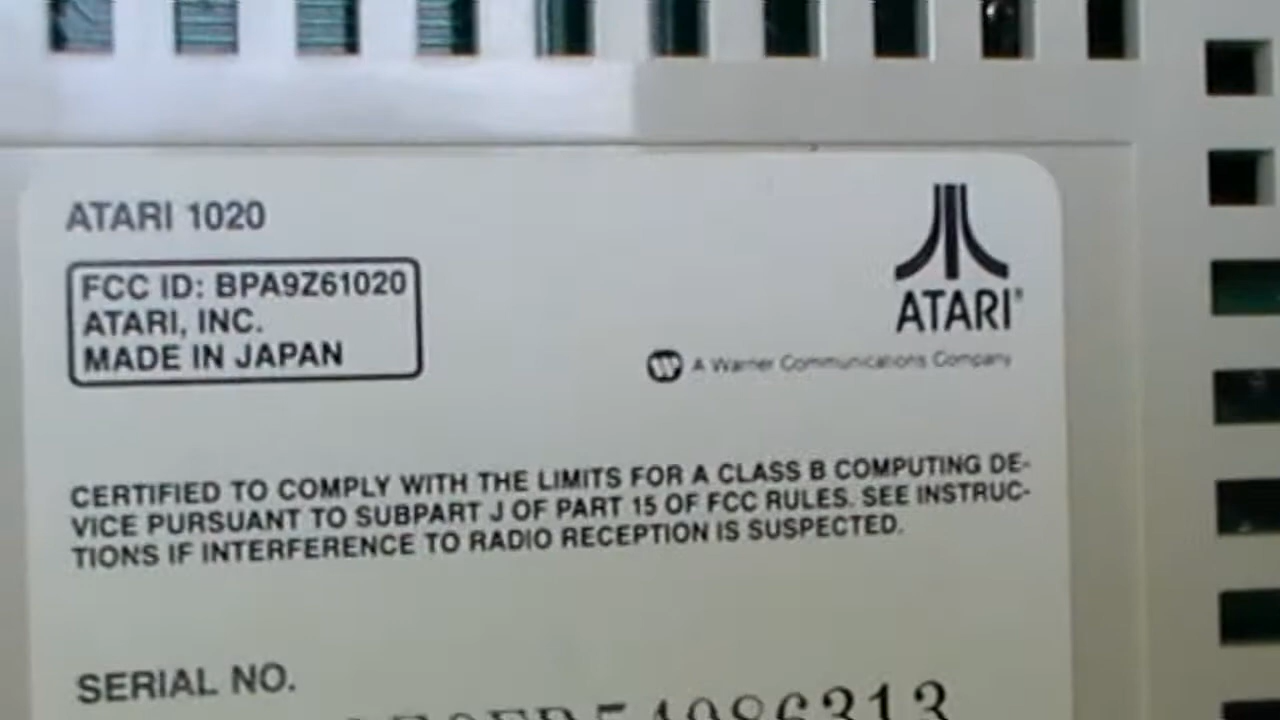 ATARI 1020
FCC ID: BPA9Z61020
ATARI, INC.
MADE IN JAPAN
ATARI®
A Warner Communications Company
CERTIFIED TO COMPLY WITH THE LIMITS FOR A CLASS B COMPUTING DE-
VICE PURSUANT TO SUBPART J OF PART 15 OF FCC RULES. SEE INSTRUC-
TIONS IF INTERFERENCE TO RADIO RECEPTION IS SUSPECTED.
SERIAL NO.